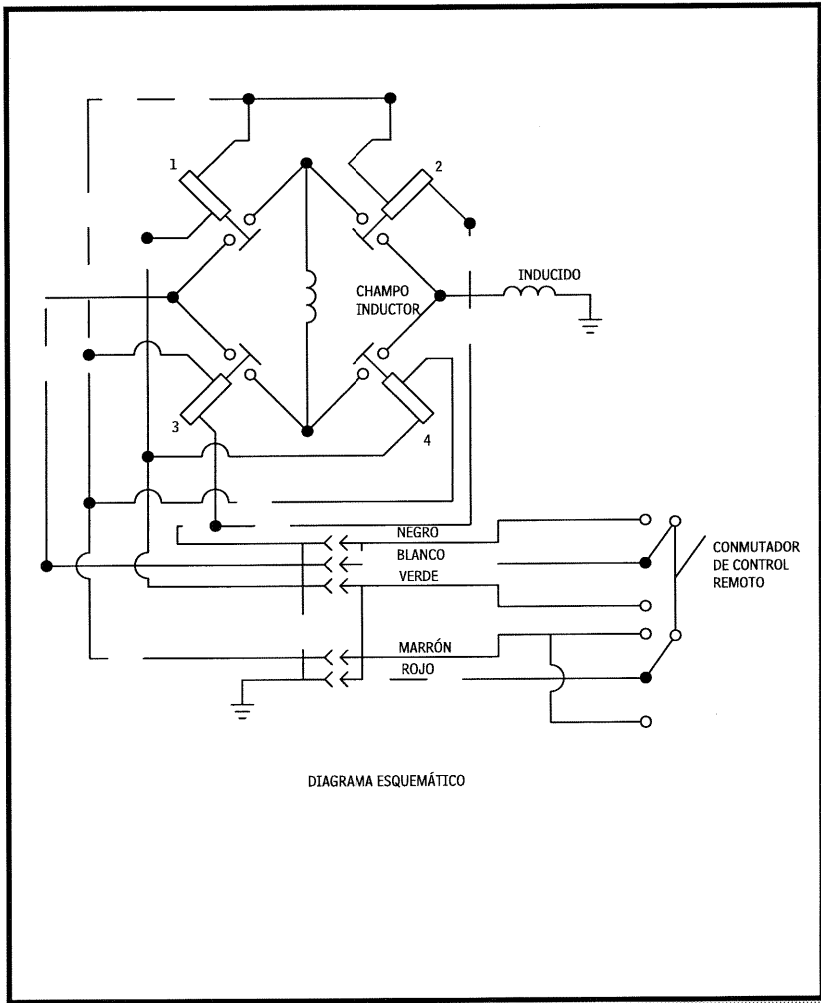 1
2
INDUCIDO
CHAMPO
INDUCTOR
3
4
NEGRO
BLANCO
VERDE
CONMUTADOR
DE CONTROL
REMOTO
MARRÓN
ROJO
DIAGRAMA ESQUEMÁTICO